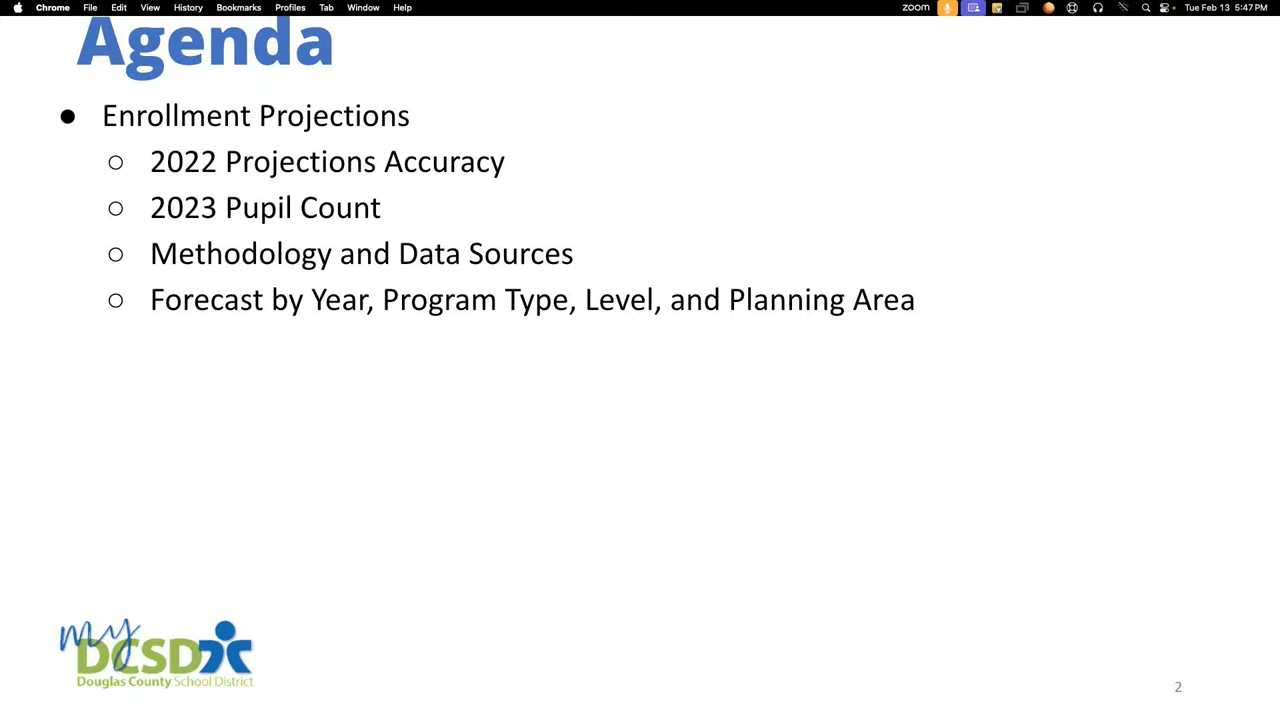 Chrome File Edit View History Bookmarks Profiles Tab Window Help zoom Tue Feb 13 5:47 PM
Agenda
● Enrollment Projections
○ 2022 Projections Accuracy
○ 2023 Pupil Count
○ Methodology and Data Sources
○ Forecast by Year, Program Type, Level, and Planning Area
my
DCSD
Douglas County School District
2